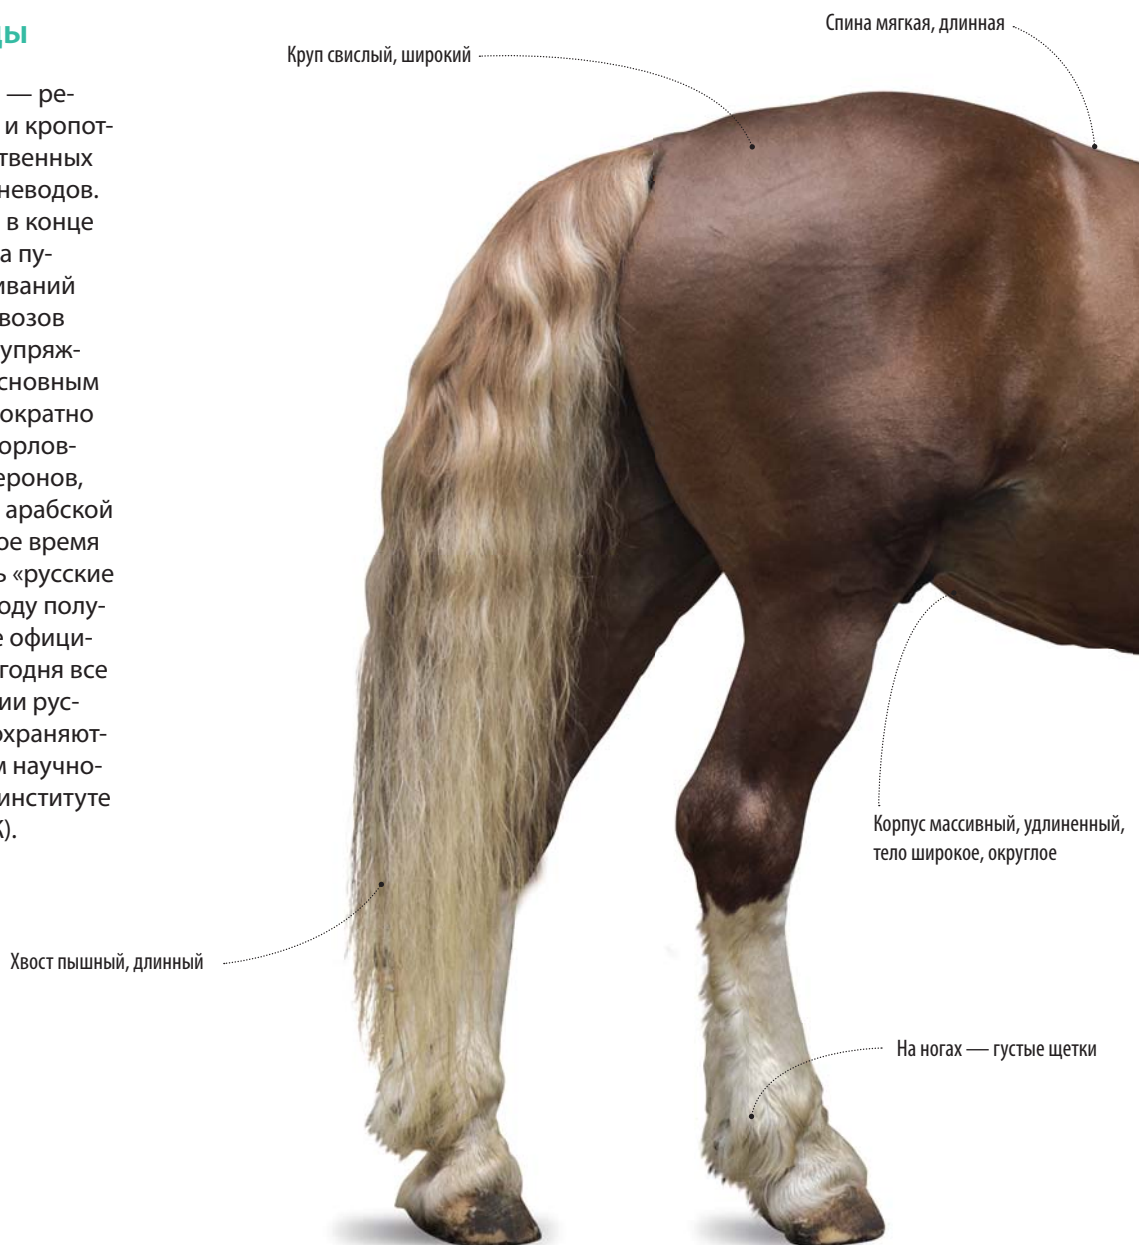 ды
— ре-
и кропот-
твенных
неводов.
в конце
а пу-
иваний
возов
упряж-
сновным
ократно
орлов-
еронов,
арабской
ое время
ь «русские
оду полу-
е офици-
годня все
ии рус-
охраняют-
м научно-
институте
К).
Спина мягкая, длинная
Круп свислый, широкий
Корпус массивный, удлиненный,
тело широкое, округлое
Хвост пышный, длинный
На ногах — густые щетки